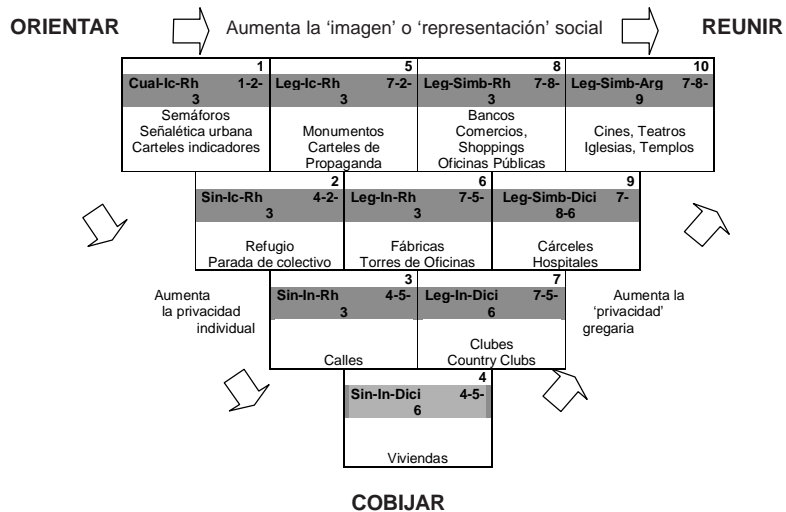 ORIENTAR Aumenta la 'imagen' o 'representación' social REUNIR
1 5 8 10
Cual-Ic-Rh 1-2- Leg-Ic-Rh 7-2- Leg-Simb-Rh 7-8- Leg-Simb-Arg 7-8-
3 3 3 9
Semáforos
Señalética urbana
Carteles indicadores
Monumentos
Carteles de
Propaganda
Bancos
Comercios,
Shoppings
Oficinas Públicas
Cines, Teatros
Iglesias, Templos
2 6 9
Sin-Ic-Rh 4-2- Leg-In-Rh 7-5- Leg-Simb-Dici 7-
3 3 8-6
Refugio
Parada de colectivo
Fábricas
Torres de Oficinas
Cárceles
Hospitales
Aumenta
la privacidad
individual
3 7
Sin-In-Rh 4-5- Leg-In-Dici 7-5-
3 6
Calles
Clubes
Country Clubs
Aumenta la
'privacidad'
gregaria
4
Sin-In-Dici 4-5-
6
Viviendas
COBIJAR